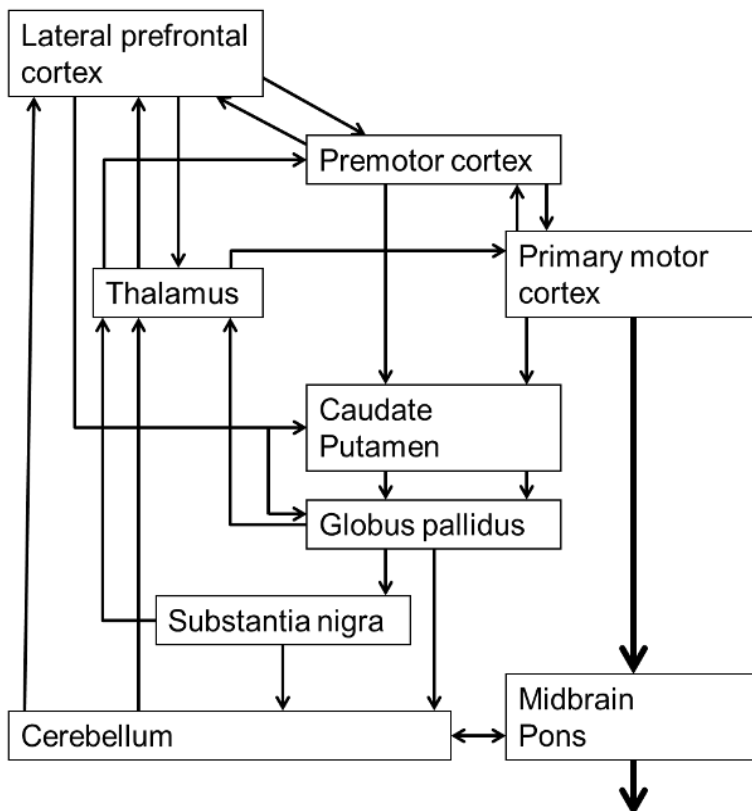 Lateral prefrontal
cortex
Premotor cortex
Primary motor
cortex
Thalamus
Caudate
Putamen
Globus pallidus
Substantia nigra
Midbrain
Pons
Cerebellum